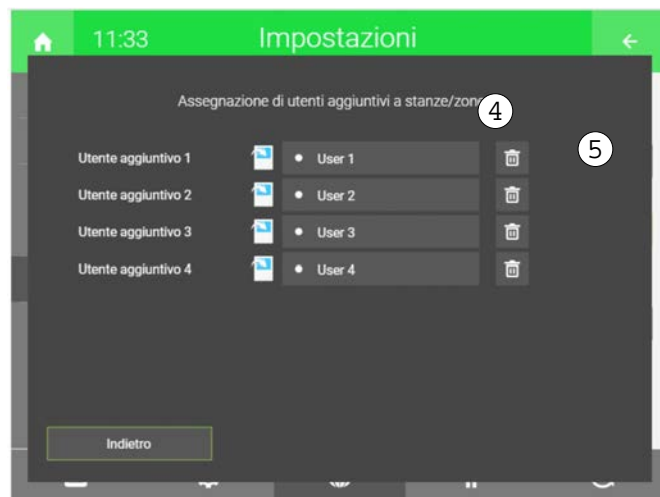 11:33 Impostazioni
Assegnazione di utenti aggiuntivi a stanze/zone
4
5
Utente aggiuntivo 1 User 1
Utente aggiuntivo 2 User 2
Utente aggiuntivo 3 User 3
Utente aggiuntivo 4 User 4
Indietro